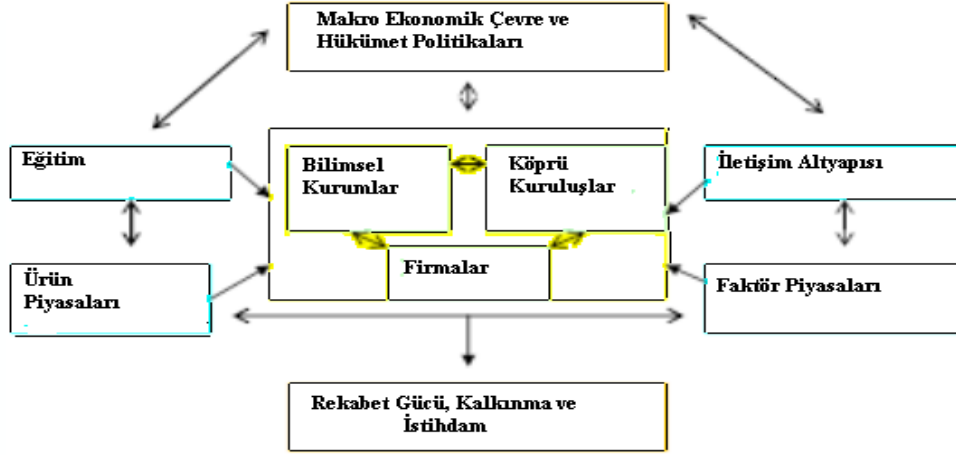 Makro Ekonomik Çevre ve
Hükümet Politikaları
Eğitim
Bilimsel
Kurumlar
Köprü
Kuruluşlar
İletişim Altyapısı
Firmalar
Ürün
Piyasaları
Faktör Piyasaları
Rekabet Gücü, Kalkınma ve
İstihdam